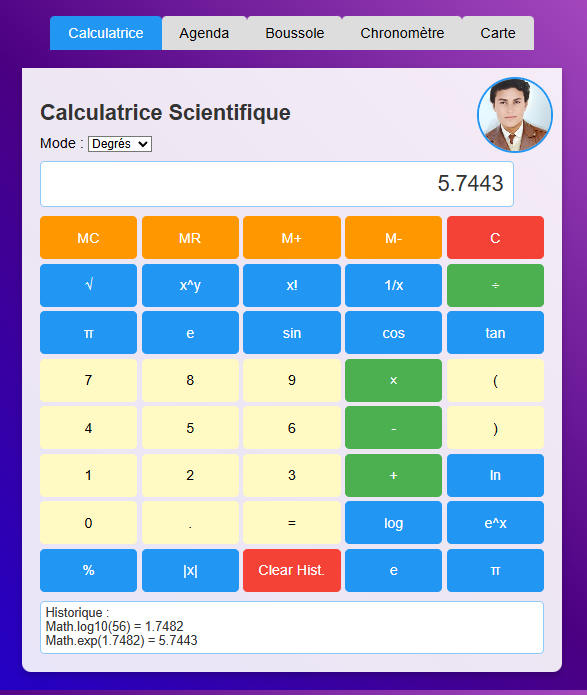 Calculatrice Agenda Boussole Chronomètre Carte
Calculatrice Scientifique
Mode : Degrés
5.7443
MC MR M+ M- C
√ x^y x! 1/x ÷
π e sin cos tan
7 8 9 × (
4 5 6 - )
1 2 3 + ln
0 . = log e^x
% |x| Clear Hist. e π
Historique :
Math.log10(56) = 1.7482
Math.exp(1.7482) = 5.7443